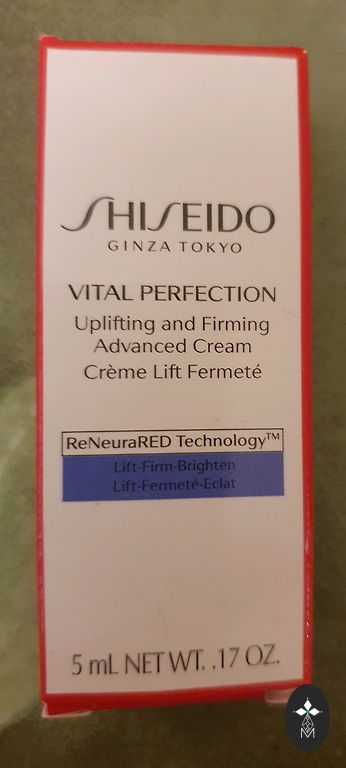 SHISEIDO
GINZA TOKYO
VITAL PERFECTION
Uplifting and Firming
Advanced Cream
Crème Lift Fermeté
ReNeuraRED Technology™
Lift-Firm-Brighten
Lift-Fermeté-Eclat
5 mL NET WT. .17 OZ.